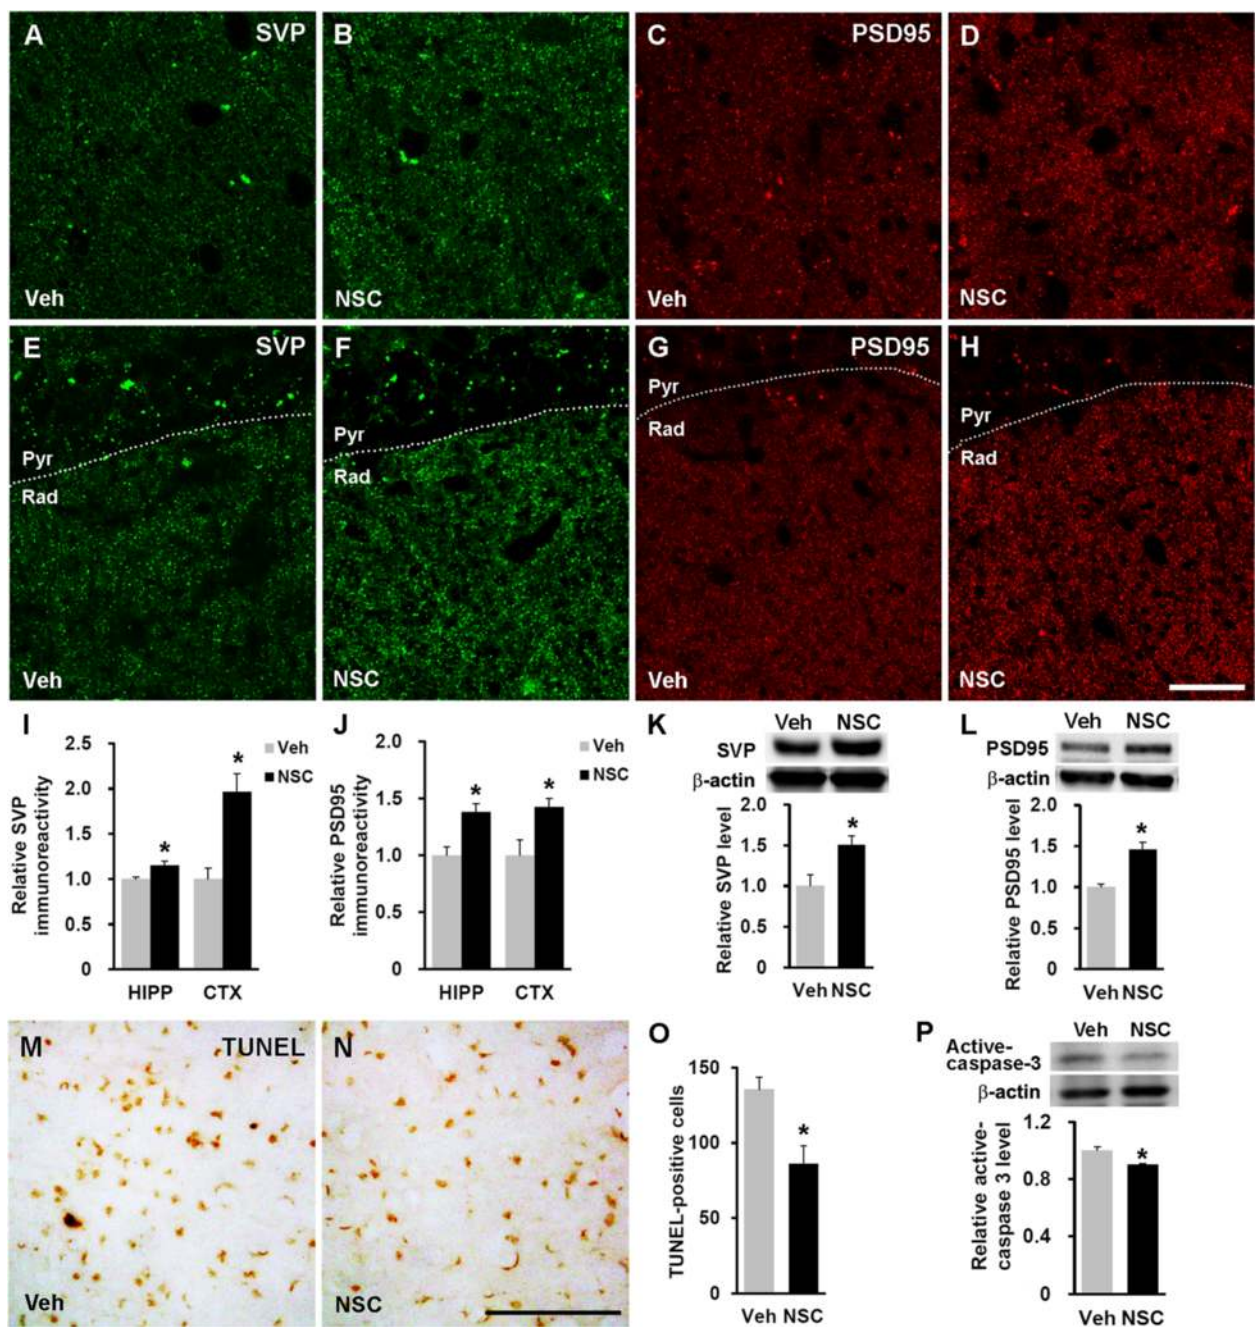 A SVP
B
C PSD95
D
Veh
NSC
Veh
NSC
E SVP
F
G PSD95
H
Pyr
Rad
Pyr
Rad
Pyr
Rad
Pyr
Rad
Veh
NSC
Veh
NSC
I
Relative SVP
immunoreactivity
2.5
2.0
1.5
1.0
0.5
0
Veh
NSC
*
*
HIPP CTX
J
Relative PSD95
immunoreactivity
2.0
1.5
1.0
0.5
0
Veh
NSC
*
*
HIPP CTX
K
Veh NSC
SVP
β-actin
Relative SVP level
2.0
1.5
1.0
0.5
0
*
Veh NSC
L
Veh NSC
PSD95
β-actin
Relative PSD95 level
2.0
1.5
1.0
0.5
0
*
Veh NSC
M TUNEL
Veh
N
NSC
O
TUNEL-positive cells
150
100
50
0
*
Veh NSC
P
Veh NSC
Active-
caspase-3
β-actin
Relative active-
caspase 3 level
1.2
0.8
0.4
0
*
Veh NSC